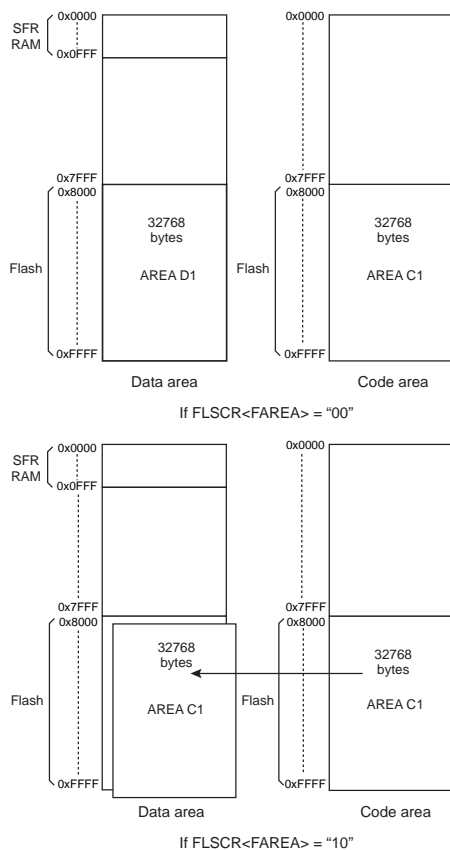 0x0000
SFR
RAM
0x0FFF
0x7FFF
0x8000
32768
bytes
Flash
AREA D1
0xFFFF
Data area
0x0000
0x7FFF
0x8000
32768
bytes
Flash
AREA C1
0xFFFF
Code area
If FLSCR<FAREA> = “00”
0x0000
SFR
RAM
0x0FFF
0x7FFF
0x8000
32768
bytes
Flash
AREA C1
0xFFFF
Data area
0x0000
0x7FFF
0x8000
32768
bytes
Flash
AREA C1
0xFFFF
Code area
If FLSCR<FAREA> = “10”